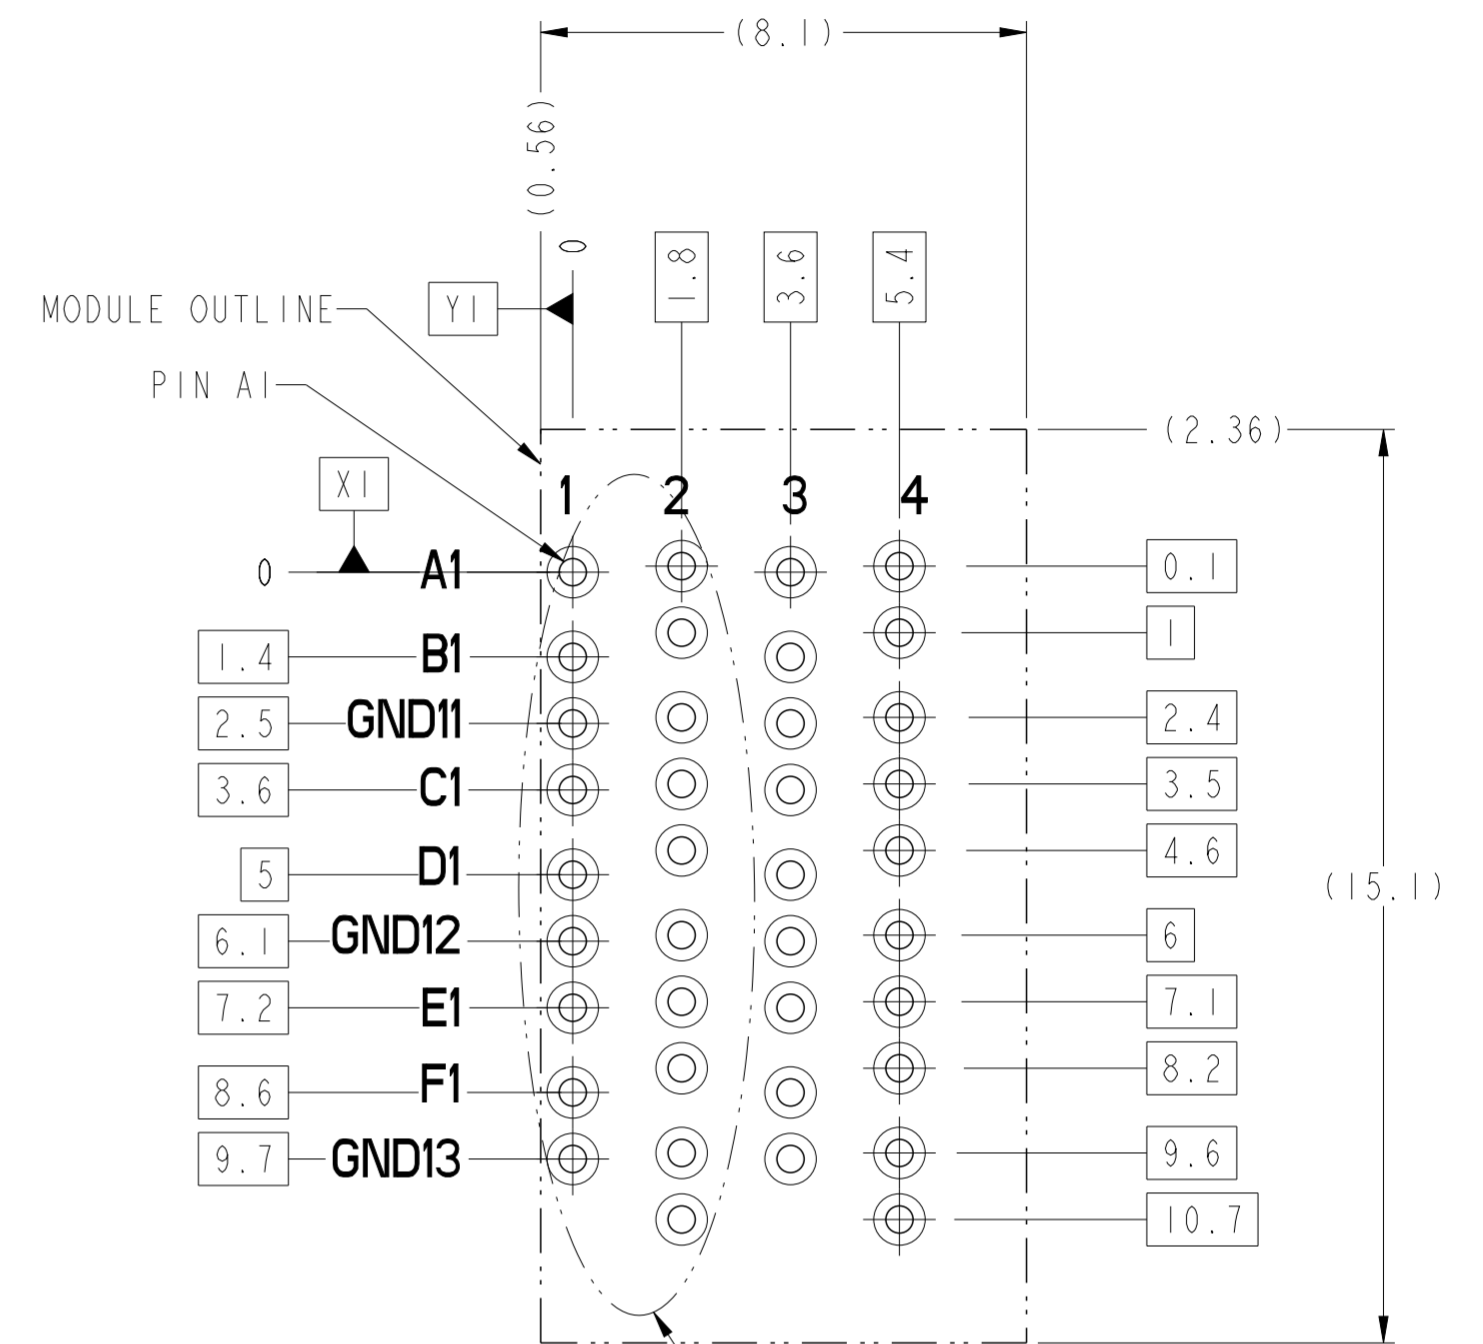 (8.1)
(0.56)
0
1.8
3.6
5.4
Y1
MODULE OUTLINE
PIN A1
(2.36)
X1
1 2 3 4
0 A1 0.1
1
1.4 B1
2.5 GND11 2.4
3.6 C1 3.5
4.6
5 D1
(15.1)
6.1 GND12 6
7.2 E1 7.1
8.2
8.6 F1
9.7 GND13 9.6
10.7